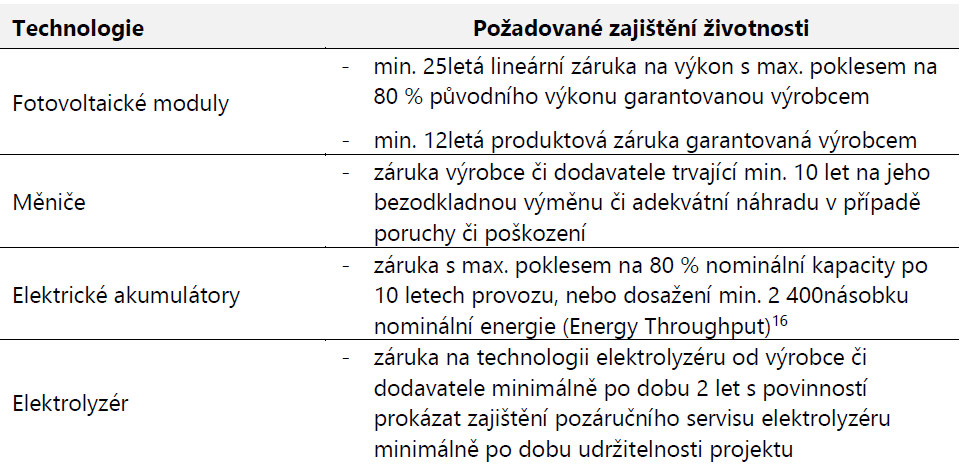 Technologie Požadované zajištění životnosti
Fotovoltaické moduly
- min. 25letá lineární záruka na výkon s max. poklesem na
80 % původního výkonu garantovanou výrobcem
- min. 12letá produktová záruka garantovaná výrobcem
Měniče
- záruka výrobce či dodavatele trvající min. 10 let na jeho
bezodkladnou výměnu či adekvátní náhradu v případě
poruchy či poškození
Elektrické akumulátory
- záruka s max. poklesem na 80 % nominální kapacity po
10 letech provozu, nebo dosažení min. 2 400násobku
nominální energie (Energy Throughput)¹⁶
Elektrolyzér
- záruka na technologii elektrolyzéru od výrobce či
dodavatele minimálně po dobu 2 let s povinností
prokázat zajištění pozáručního servisu elektrolyzéru
minimálně po dobu udržitelnosti projektu